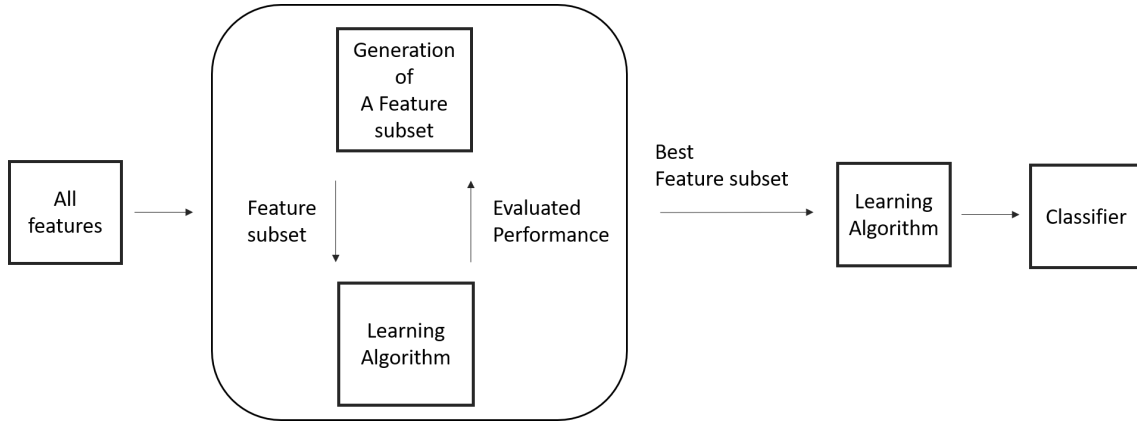 All
features
Generation
of
A Feature
subset
Feature
subset
Evaluated
Performance
Learning
Algorithm
Best
Feature subset
Learning
Algorithm
Classifier